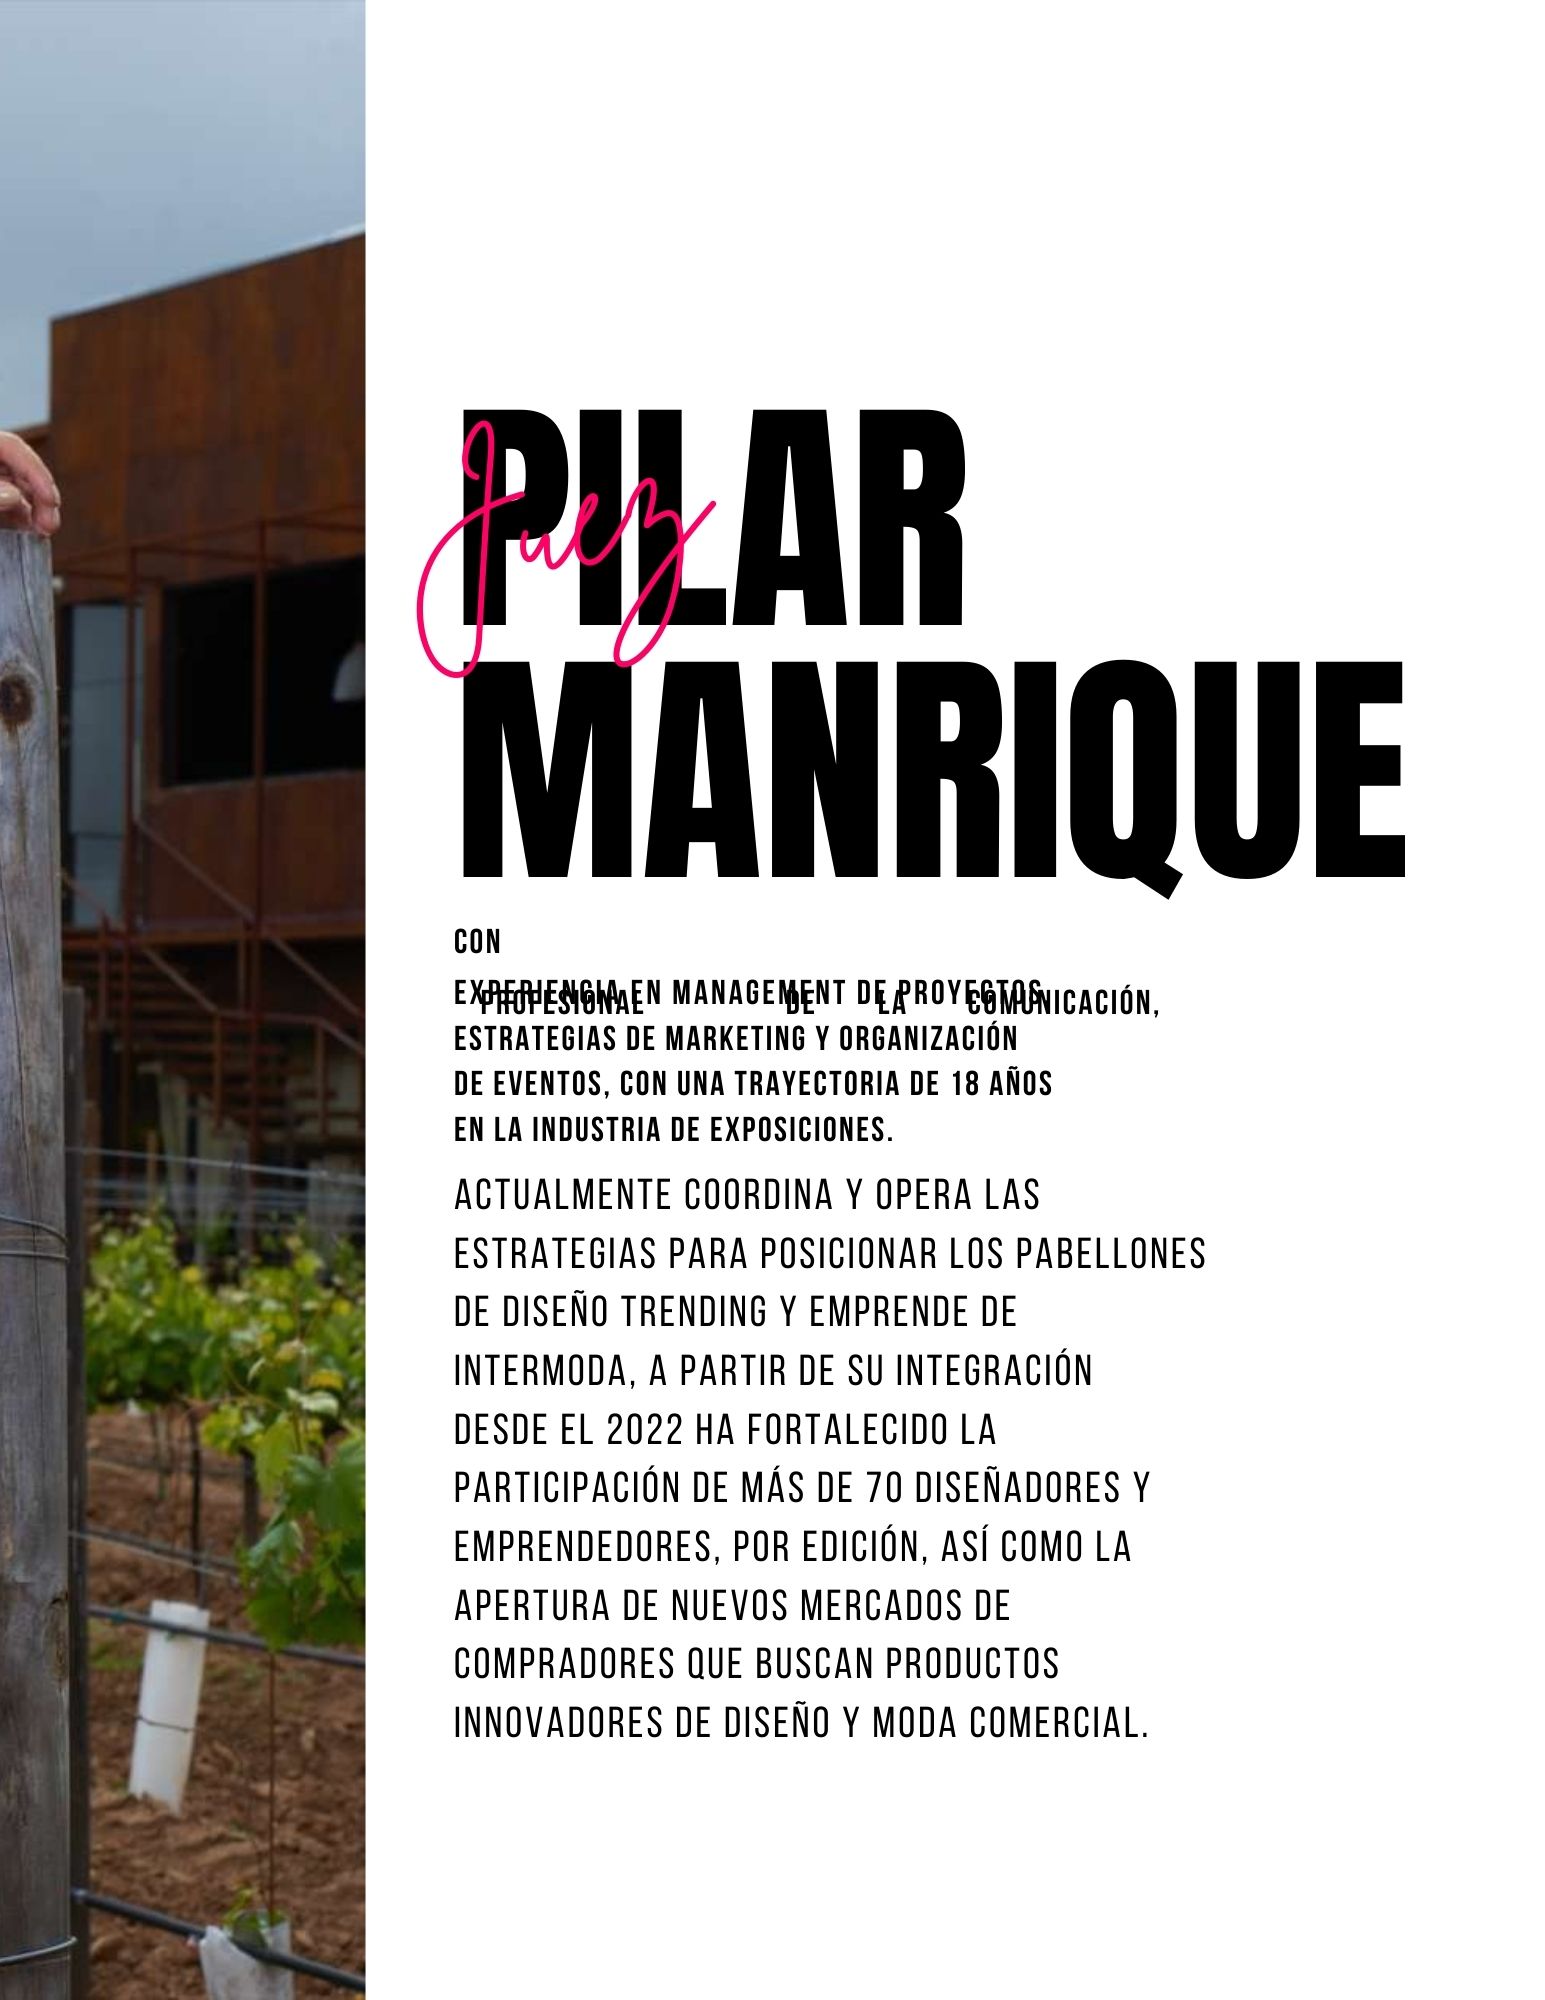 PILAR
Juez
MANRIQUE
CON
PROFESIONAL DE LA COMUNICACIÓN,
EXPERIENCIA EN MANAGEMENT DE PROYECTOS
ESTRATEGIAS DE MARKETING Y ORGANIZACIÓN
DE EVENTOS, CON UNA TRAYECTORIA DE 18 AÑOS
EN LA INDUSTRIA DE EXPOSICIONES.
ACTUALMENTE COORDINA Y OPERA LAS
ESTRATEGIAS PARA POSICIONAR LOS PABELLONES
DE DISEÑO TRENDING Y EMPRENDE DE
INTERMODA, A PARTIR DE SU INTEGRACIÓN
DESDE EL 2022 HA FORTALECIDO LA
PARTICIPACIÓN DE MÁS DE 70 DISEÑADORES Y
EMPRENDEDORES, POR EDICIÓN, ASÍ COMO LA
APERTURA DE NUEVOS MERCADOS DE
COMPRADORES QUE BUSCAN PRODUCTOS
INNOVADORES DE DISEÑO Y MODA COMERCIAL.